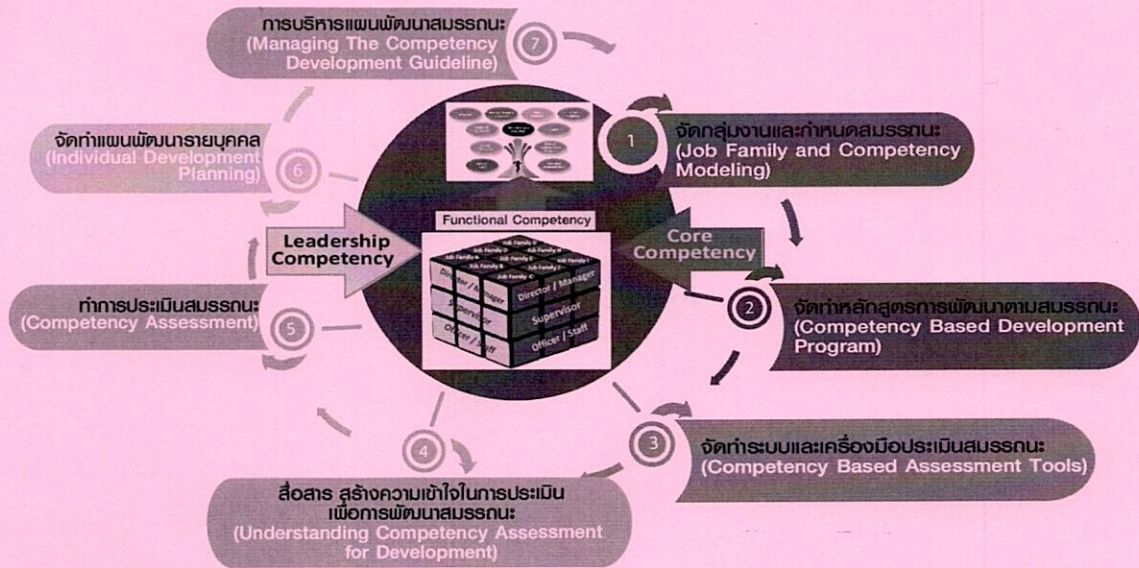 การบริหารแผนพัฒนาสมรรถนะ
(Managing The Competency
Development Guideline)
7
จัดกลุ่มงานและกำหนดสมรรถนะ
(Job Family and Competency
Modeling)
1
จัดทำแผนพัฒนารายบุคคล
(Individual Development
Planning)
6
Functional Competency
Leadership
Competency
Core
Competency
Job Family
Director / Manager
Director / Manager
Supervisor
Supervisor
Officer / Staff
Officer / Staff
ทำการประเมินสมรรถนะ
(Competency Assessment)
5
2
จัดทำหลักสูตรการพัฒนาตามสมรรถนะ
(Competency Based Development
Program)
3
จัดทำระบบและเครื่องมือประเมินสมรรถนะ
(Competency Based Assessment Tools)
4
สื่อสาร สร้างความเข้าใจในการประเมิน
เพื่อการพัฒนาสมรรถนะ
(Understanding Competency Assessment
for Development)